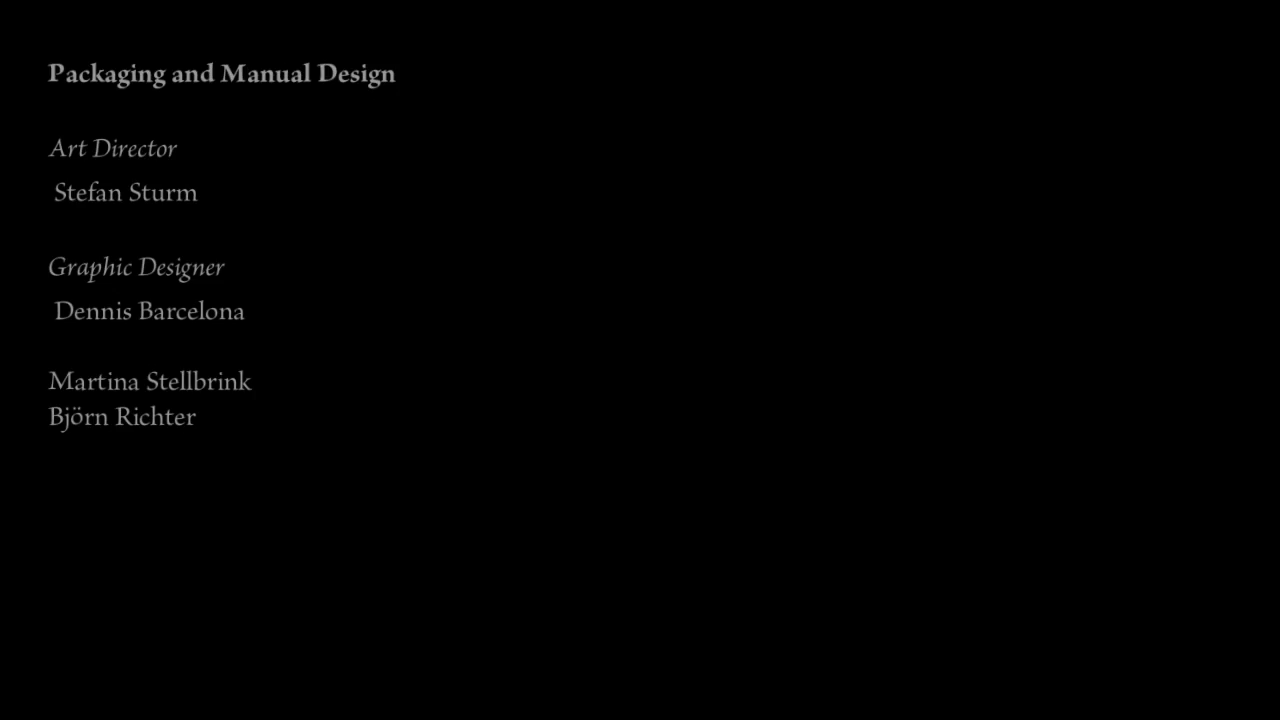 Packaging and Manual Design
Art Director
Stefan Sturm
Graphic Designer
Dennis Barcelona
Martina Stellbrink
Björn Richter